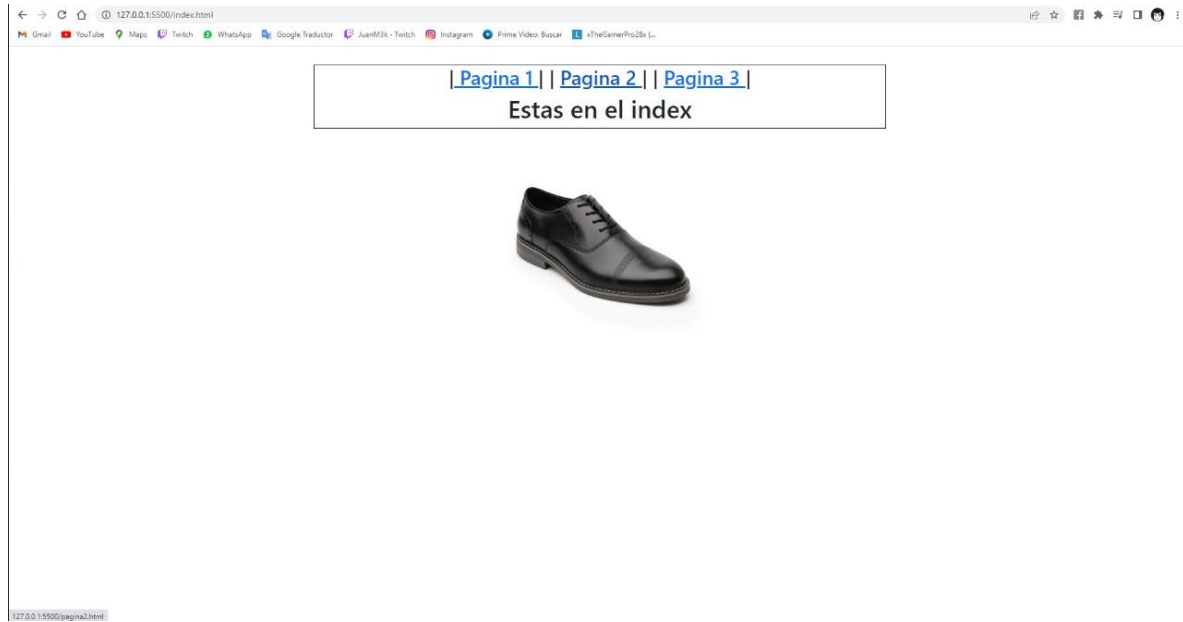 127.0.0.1:5500/index.html
Gmail YouTube Maps Twitch WhatsApp Google Traductor JuanM3k - Twitch Instagram Prime Video: Buscar xTheGamerPro28x (...
| Pagina 1 | | Pagina 2 | | Pagina 3 |
Estas en el index
127.0.0.1:5500/pagina2.html